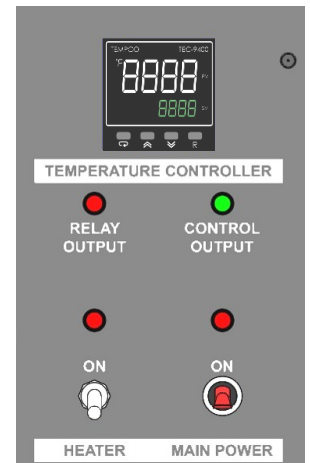 TEMPCO TEC-9400
°F 8888 PV
8888 SV
R
TEMPERATURE CONTROLLER
RELAY OUTPUT
CONTROL OUTPUT
ON ON
HEATER MAIN POWER